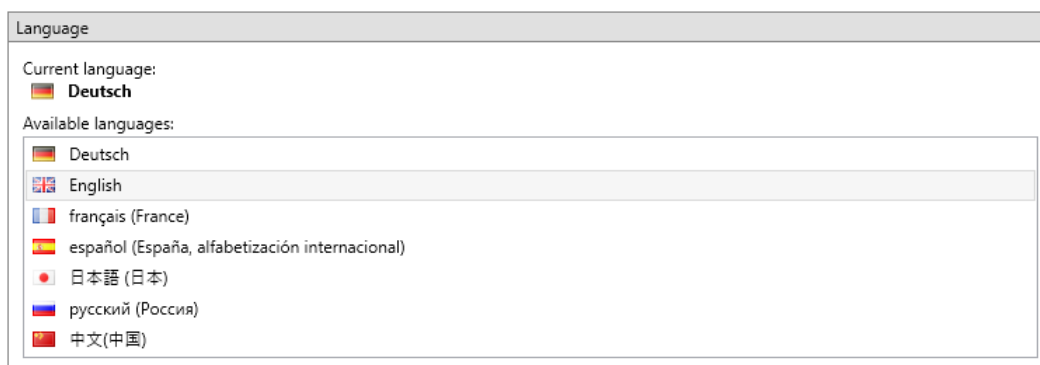 Language
Current language:
Deutsch
Available languages:
Deutsch
English
français (France)
español (España, alfabetización internacional)
日本語 (日本)
русский (Россия)
中文(中国)